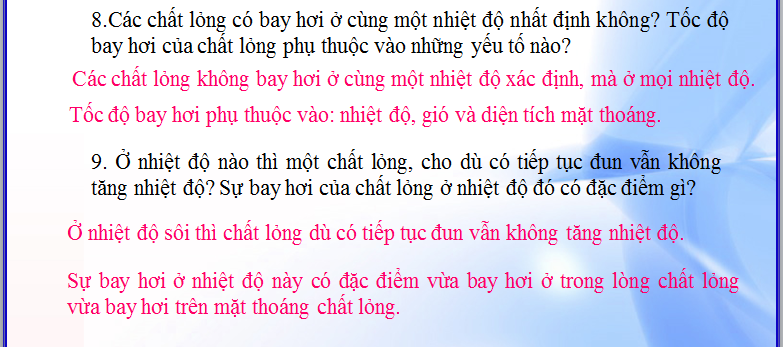 8.Các chất lỏng có bay hơi ở cùng một nhiệt độ nhất định không? Tốc độ
bay hơi của chất lỏng phụ thuộc vào những yếu tố nào?
Các chất lỏng không bay hơi ở cùng một nhiệt độ xác định, mà ở mọi nhiệt độ.
Tốc độ bay hơi phụ thuộc vào: nhiệt độ, gió và diện tích mặt thoáng.
9. Ở nhiệt độ nào thì một chất lỏng, cho dù có tiếp tục đun vẫn không
tăng nhiệt độ? Sự bay hơi của chất lỏng ở nhiệt độ đó có đặc điểm gì?
Ở nhiệt độ sôi thì chất lỏng dù có tiếp tục đun vẫn không tăng nhiệt độ.
Sự bay hơi ở nhiệt độ này có đặc điểm vừa bay hơi ở trong lòng chất lỏng
vừa bay hơi trên mặt thoáng chất lỏng.